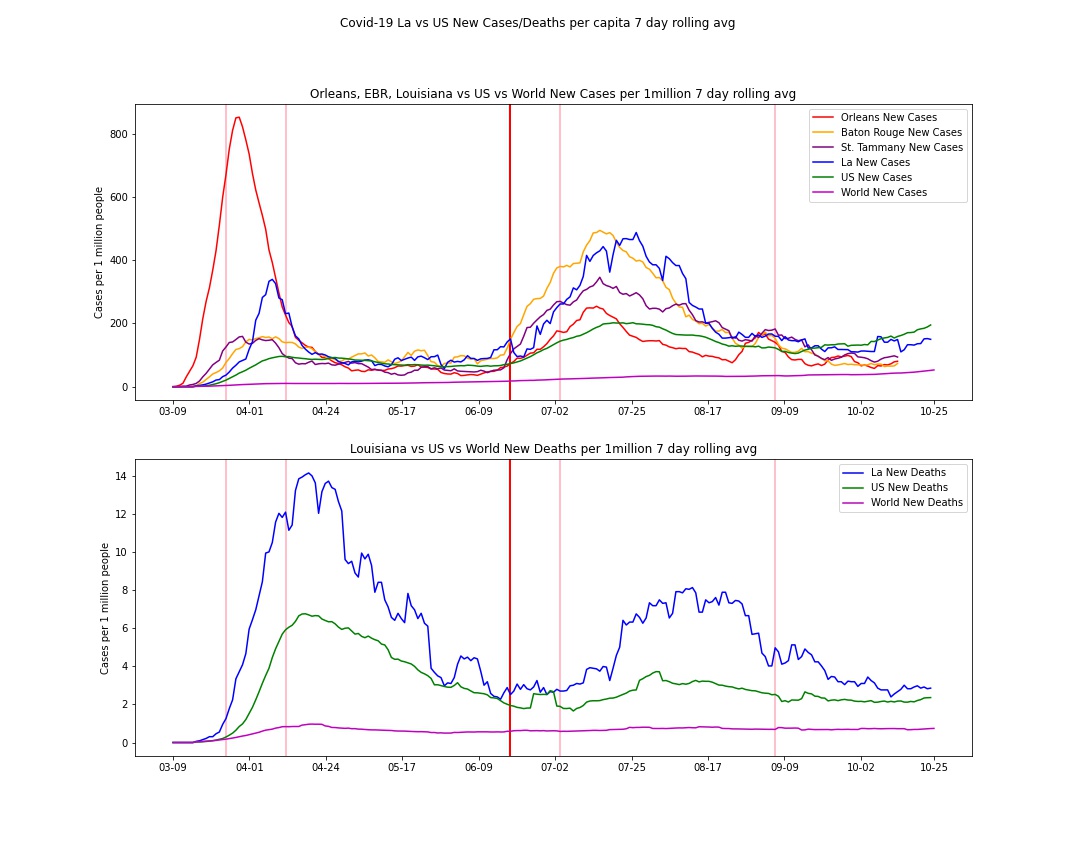 Covid-19 La vs US New Cases/Deaths per capita 7 day rolling avg
Orleans, EBR, Louisiana vs US vs World New Cases per 1million 7 day rolling avg
Cases per 1 million people
800
600
400
200
0
Orleans New Cases
Baton Rouge New Cases
St. Tammany New Cases
La New Cases
US New Cases
World New Cases
03-09 04-01 04-24 05-17 06-09 07-02 07-25 08-17 09-09 10-02 10-25
Louisiana vs US vs World New Deaths per 1million 7 day rolling avg
Cases per 1 million people
14
12
10
8
6
4
2
0
La New Deaths
US New Deaths
World New Deaths
03-09 04-01 04-24 05-17 06-09 07-02 07-25 08-17 09-09 10-02 10-25